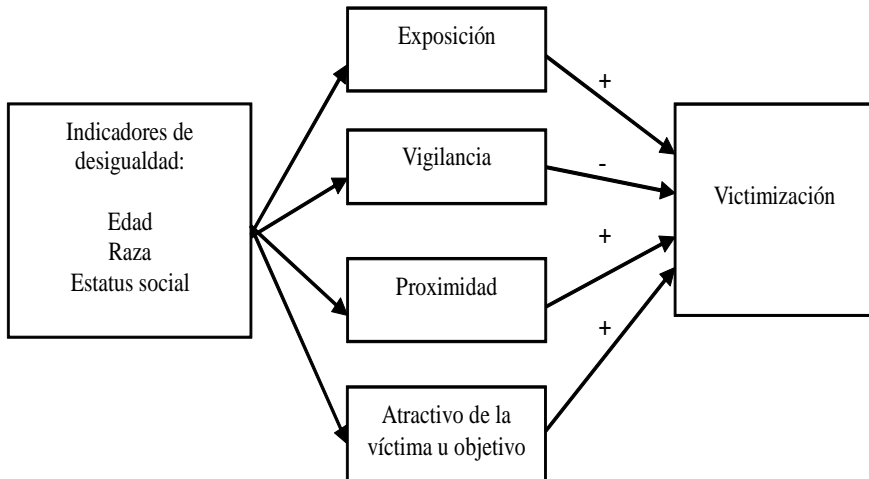 Exposición
+
Indicadores de
desigualdad:
Edad
Raza
Estatus social
Vigilancia
-
Victimización
+
Proximidad
+
Atractivo de la
víctima u objetivo